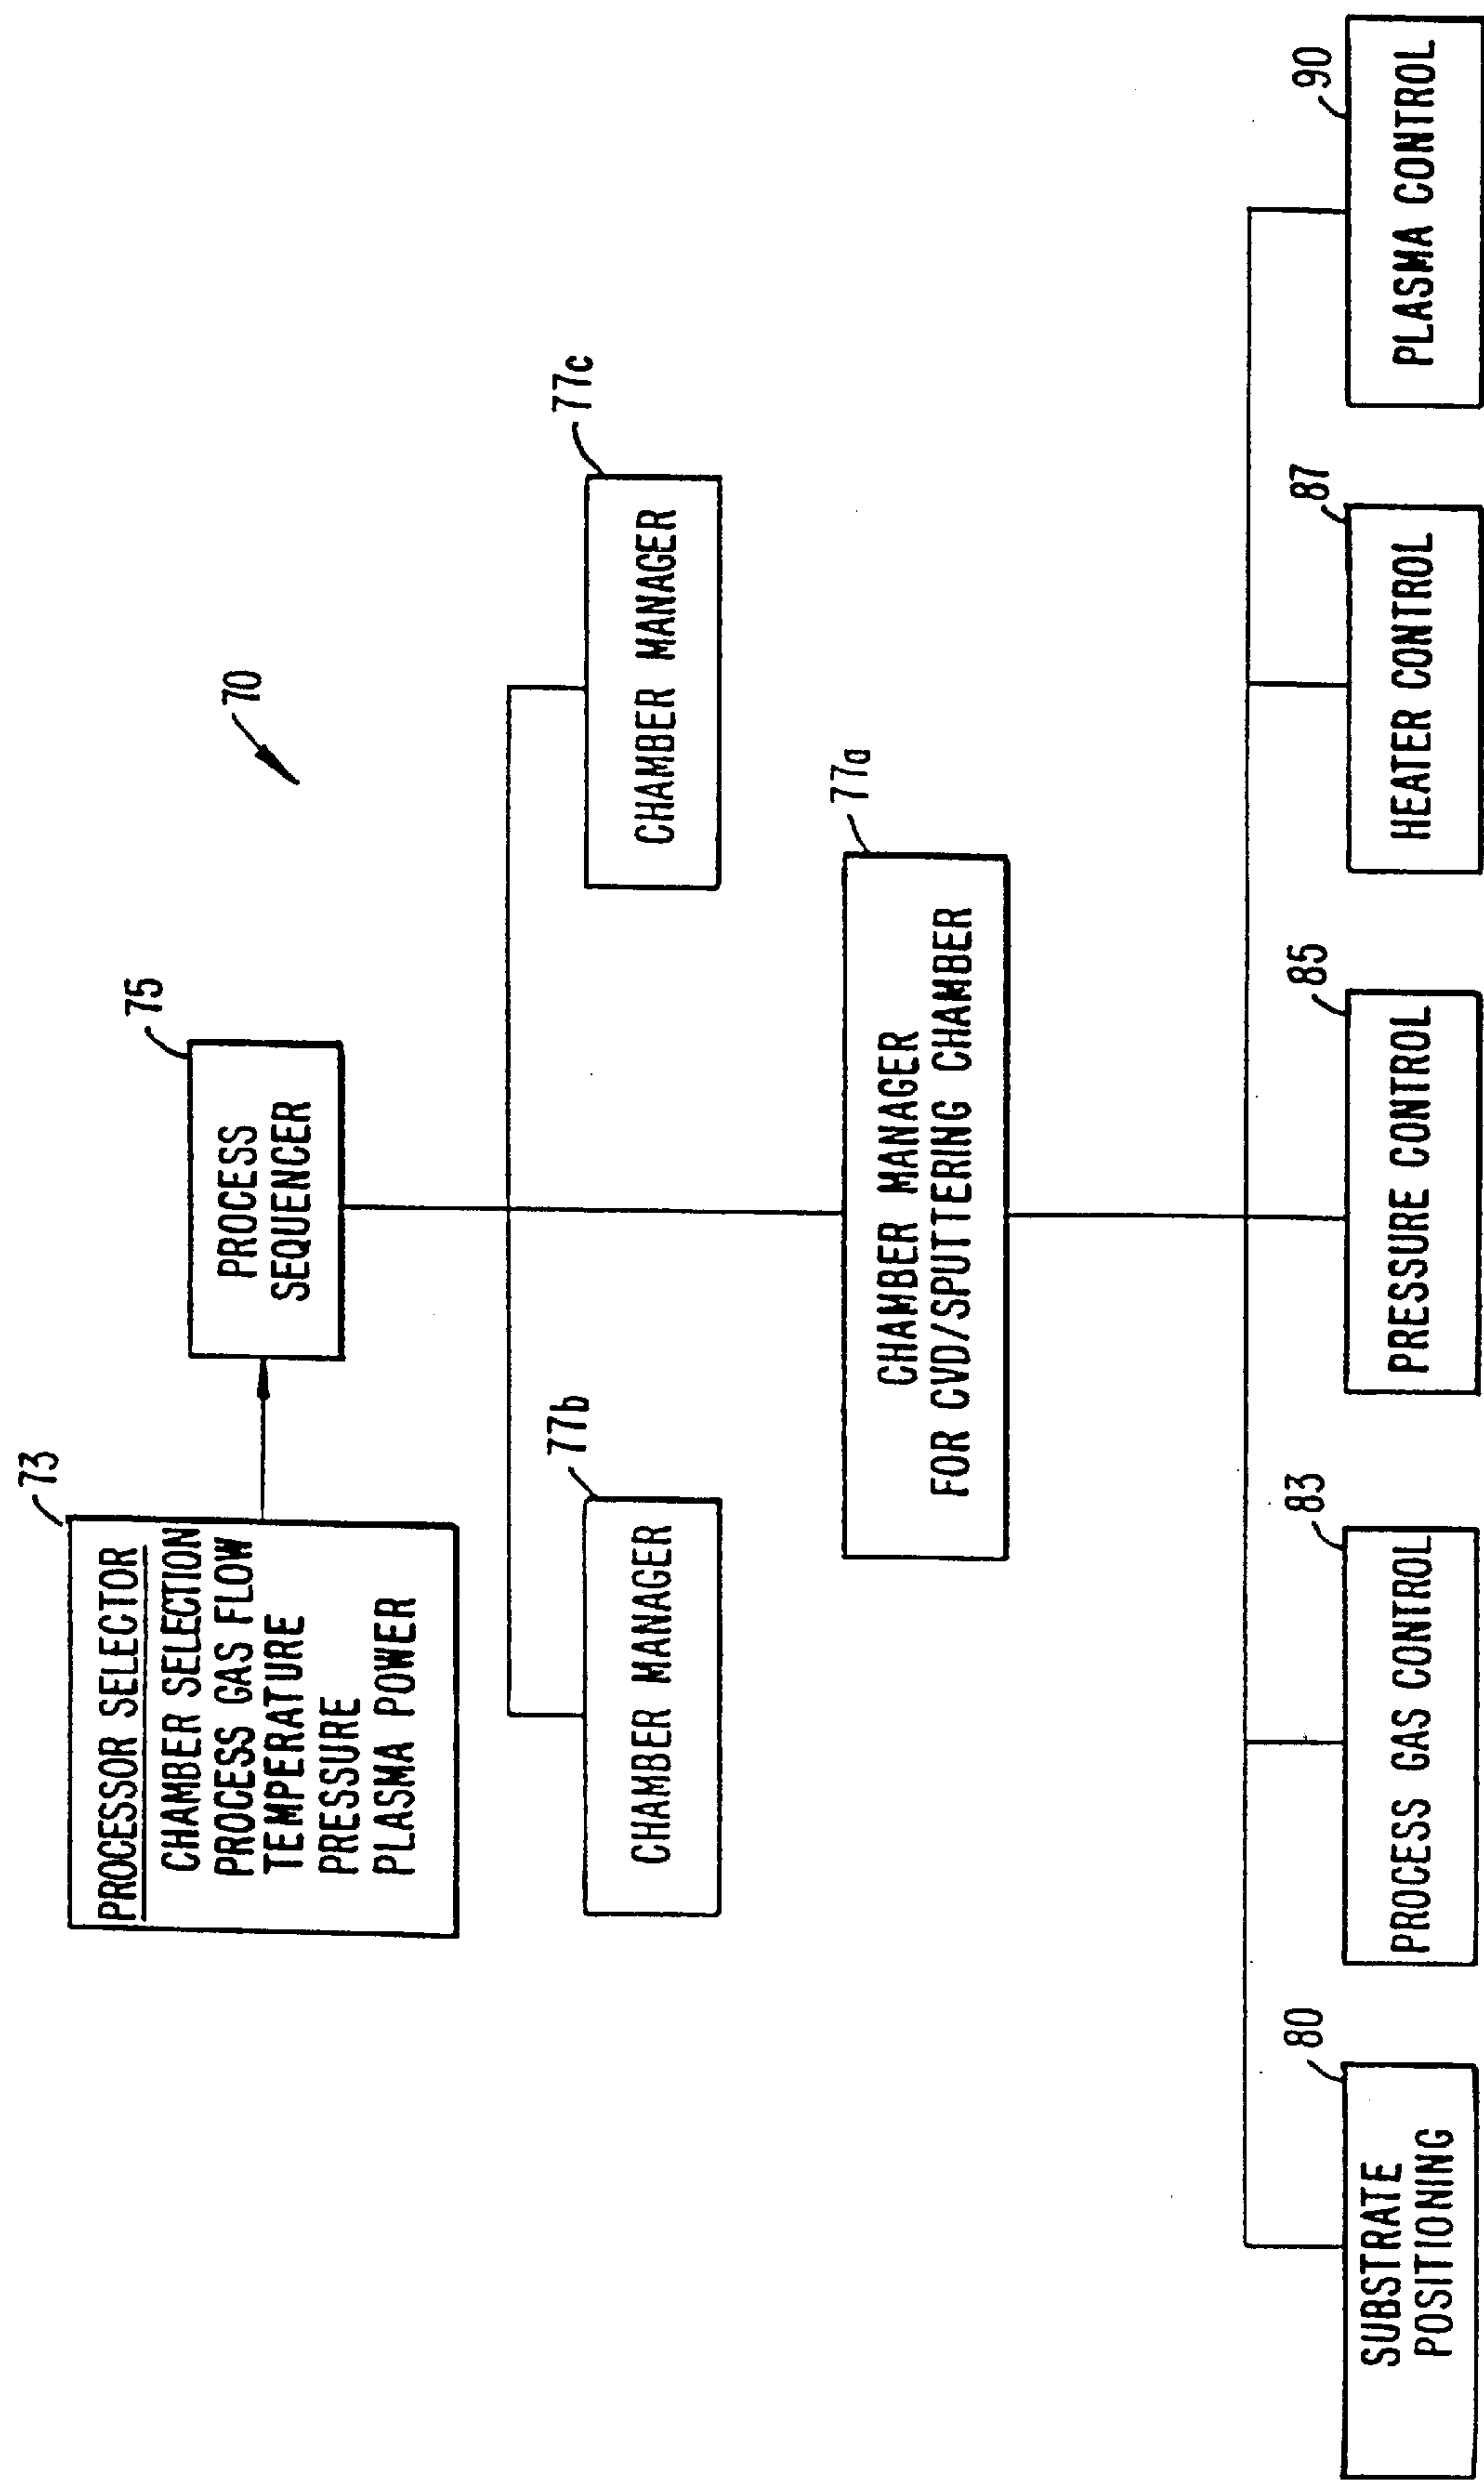 73
PROCESSOR SELECTOR
CHAMBER SELECTION
PROCESS GAS FLOW
TEMPERATURE
PRESSURE
PLASMA POWER
75
PROCESS
SEQUENCER
70
77b
CHAMBER MANAGER
77c
CHAMBER MANAGER
77a
CHAMBER MANAGER
FOR CVD/SPUTTERING CHAMBER
80
SUBSTRATE
POSITIONING
83
PROCESS GAS CONTROL
85
PRESSURE CONTROL
87
HEATER CONTROL
90
PLASMA CONTROL